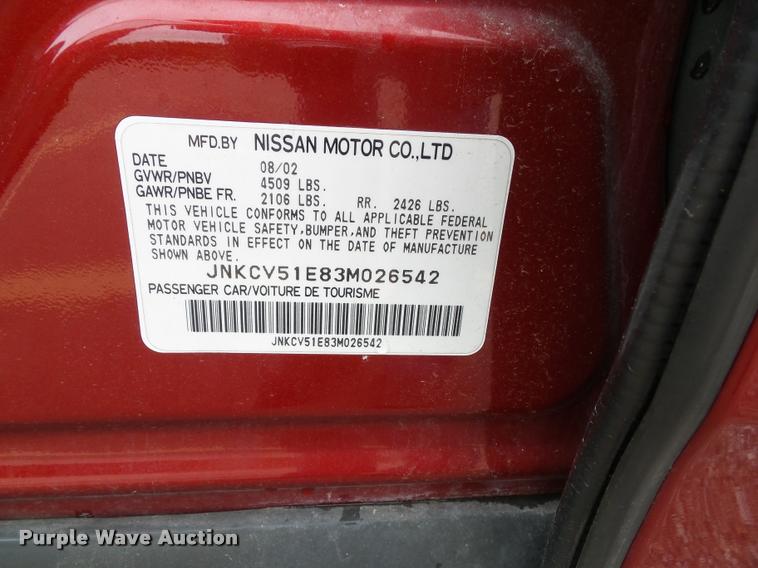 MFD.BY NISSAN MOTOR CO.,LTD
DATE 08/02
GVWR/PNBV 4509 LBS.
GAWR/PNBE FR. 2106 LBS. RR. 2426 LBS.
THIS VEHICLE CONFORMS TO ALL APPLICABLE FEDERAL
MOTOR VEHICLE SAFETY,BUMPER,AND THEFT PREVENTION
STANDARDS IN EFFECT ON THE DATE OF MANUFACTURE
SHOWN ABOVE.
JNKCV51E83M026542
PASSENGER CAR/VOITURE DE TOURISME
JNKCV51E83M026542
Purple Wave Auction